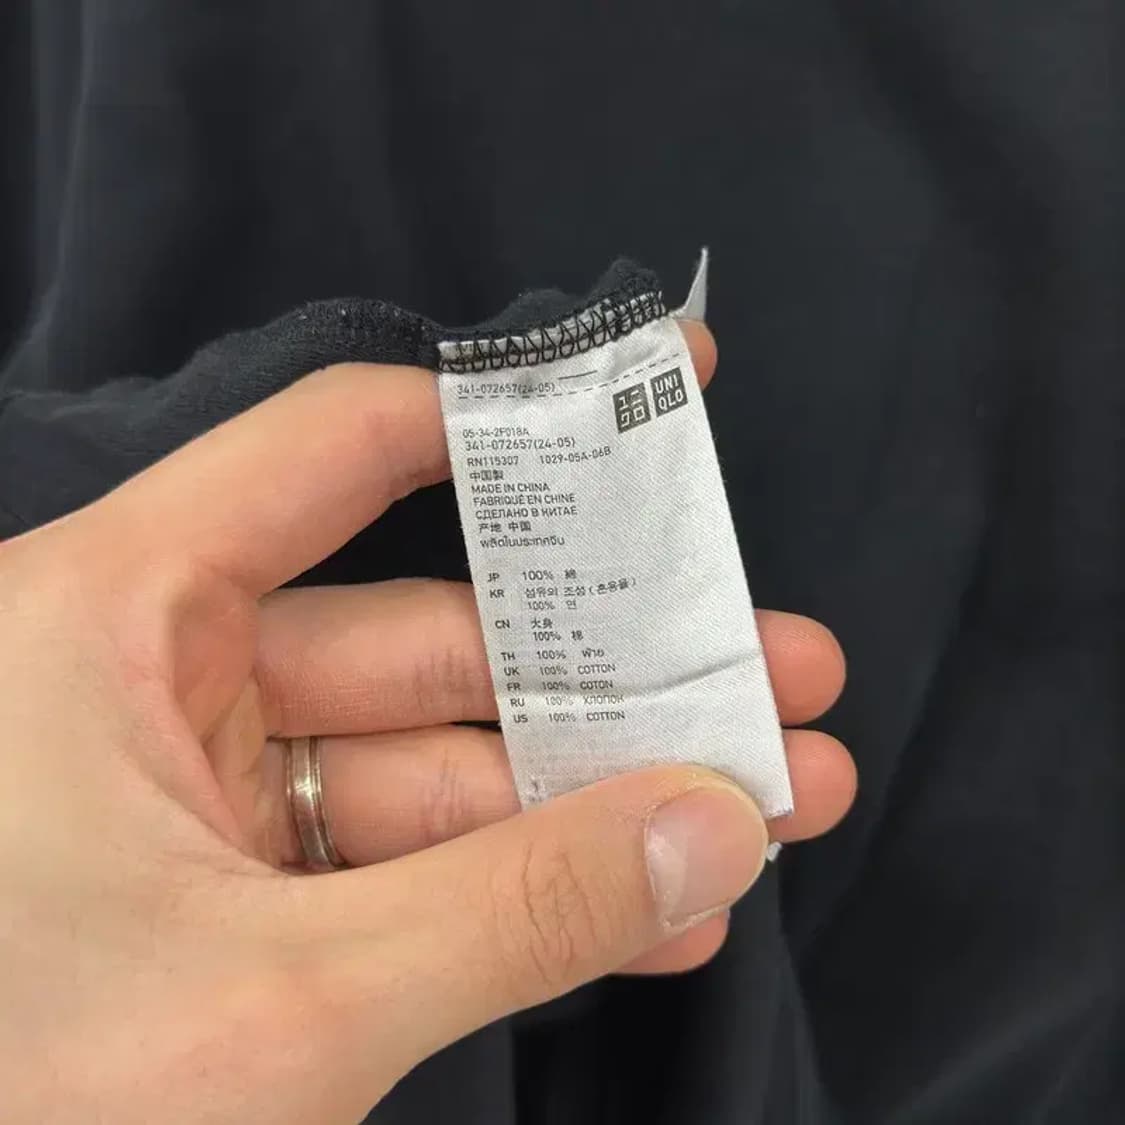 341-072657(24-05)
ユニ
クロ
UNI
QLO
05-34-2F018A
341-072657(24-05)
RN115307 1029-05A-06B
中国製
MADE IN CHINA
FABRIQUÉ EN CHINE
СДЕЛАНО В КИТАЕ
产地 中国
ผลิตในประเทศจีน
JP 100% 綿
KR 섬유의 조성 ( 혼용율 )
100% 면
CN 大身
100% 棉
TH 100% ฝ้าย
UK 100% COTTON
FR 100% COTON
RU 100% ХЛОПОК
US 100% COTTON